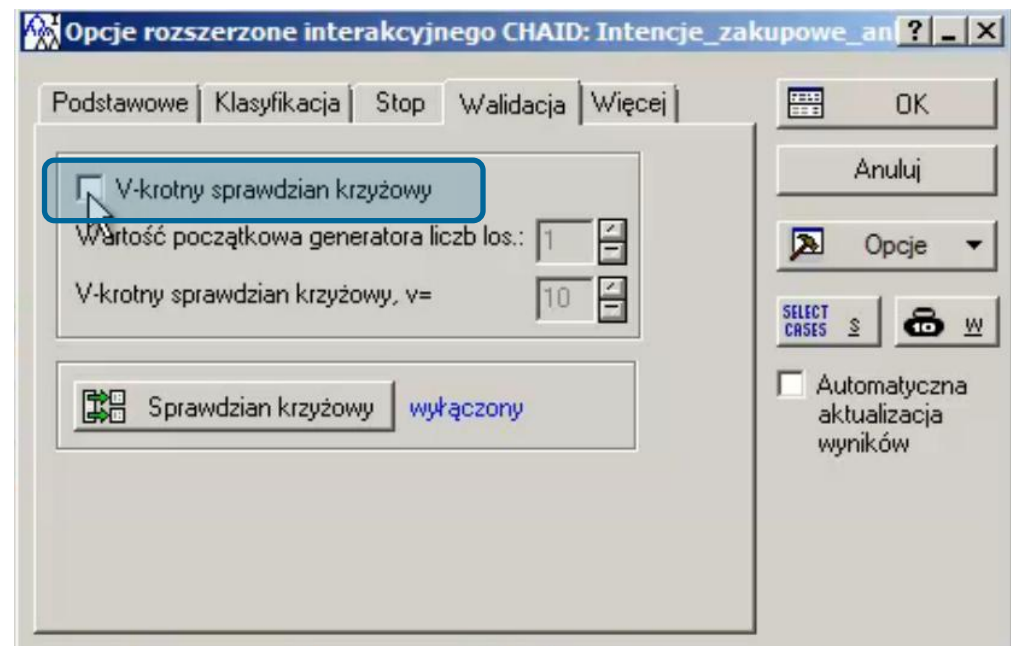 Opcje rozszerzone interakcyjnego CHAID: Intencje_zakupowe_an
Podstawowe Klasyfikacja Stop Walidacja Więcej
V-krotny sprawdzian krzyżowy
Wartość początkowa generatora liczb los.: 1
V-krotny sprawdzian krzyżowy, v= 10
Sprawdzian krzyżowy wyłączony
OK
Anuluj
Opcje
SELECT CASES S W
Automatyczna
aktualizacja
wyników